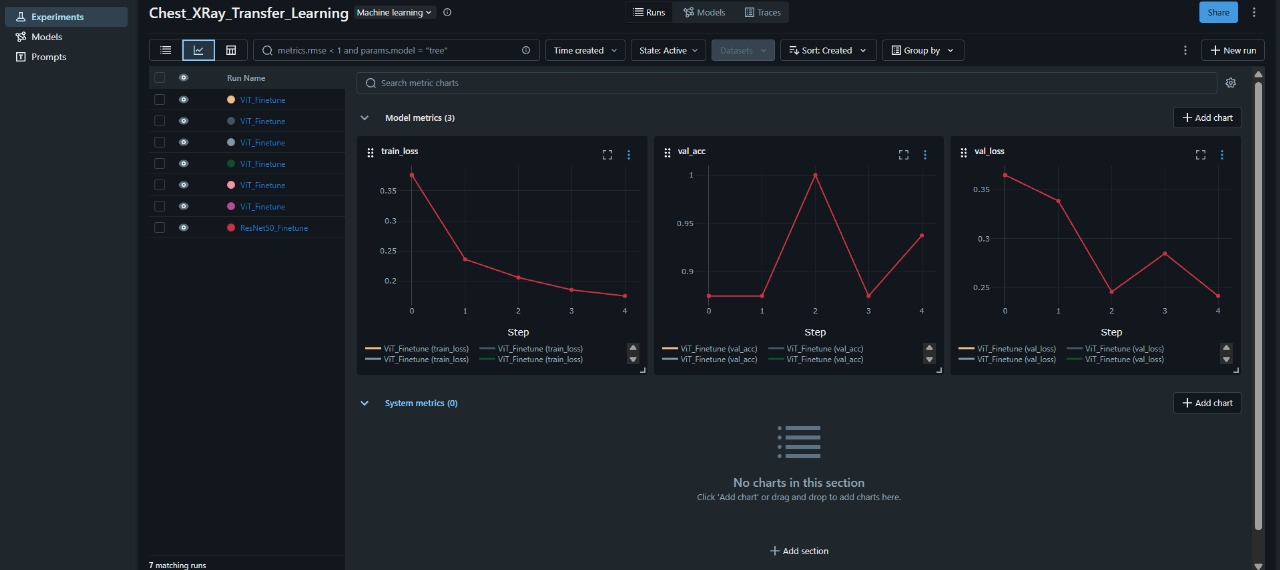 Experiments
Models
Prompts
Chest_XRay_Transfer_Learning Machine learning
Runs Models Traces
Share
metrics.rmse < 1 and params.model = "tree"
Time created State: Active Datasets Sort: Created Group by
New run
Run Name
ViT_Finetune
ViT_Finetune
ViT_Finetune
ViT_Finetune
ViT_Finetune
ViT_Finetune
ResNet50_Finetune
7 matching runs
Search metric charts
Model metrics (3)
Add chart
train_loss
0.35
0.3
0.25
0.2
0 1 2 3 4
Step
ViT_Finetune (train_loss) ViT_Finetune (train_loss)
ViT_Finetune (train_loss) ViT_Finetune (train_loss)
val_acc
1
0.95
0.9
0 1 2 3 4
Step
ViT_Finetune (val_acc) ViT_Finetune (val_acc)
ViT_Finetune (val_acc) ViT_Finetune (val_acc)
val_loss
0.35
0.3
0.25
0 1 2 3 4
Step
ViT_Finetune (val_loss) ViT_Finetune (val_loss)
ViT_Finetune (val_loss) ViT_Finetune (val_loss)
System metrics (0)
Add chart
No charts in this section
Click 'Add chart' or drag and drop to add charts here.
Add section